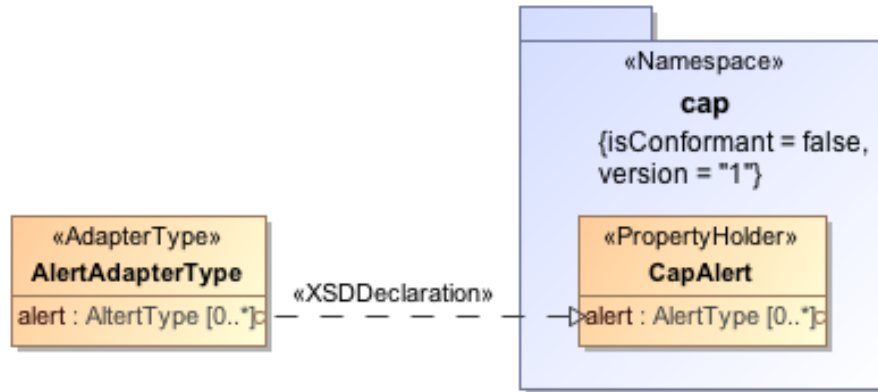 «Namespace»
cap
{isConformant = false,
version = "1"}
«AdapterType»
AlertAdapterType
alert : AltertType [0..*]
«XSDDeclaration»
«PropertyHolder»
CapAlert
alert : AlertType [0..*]